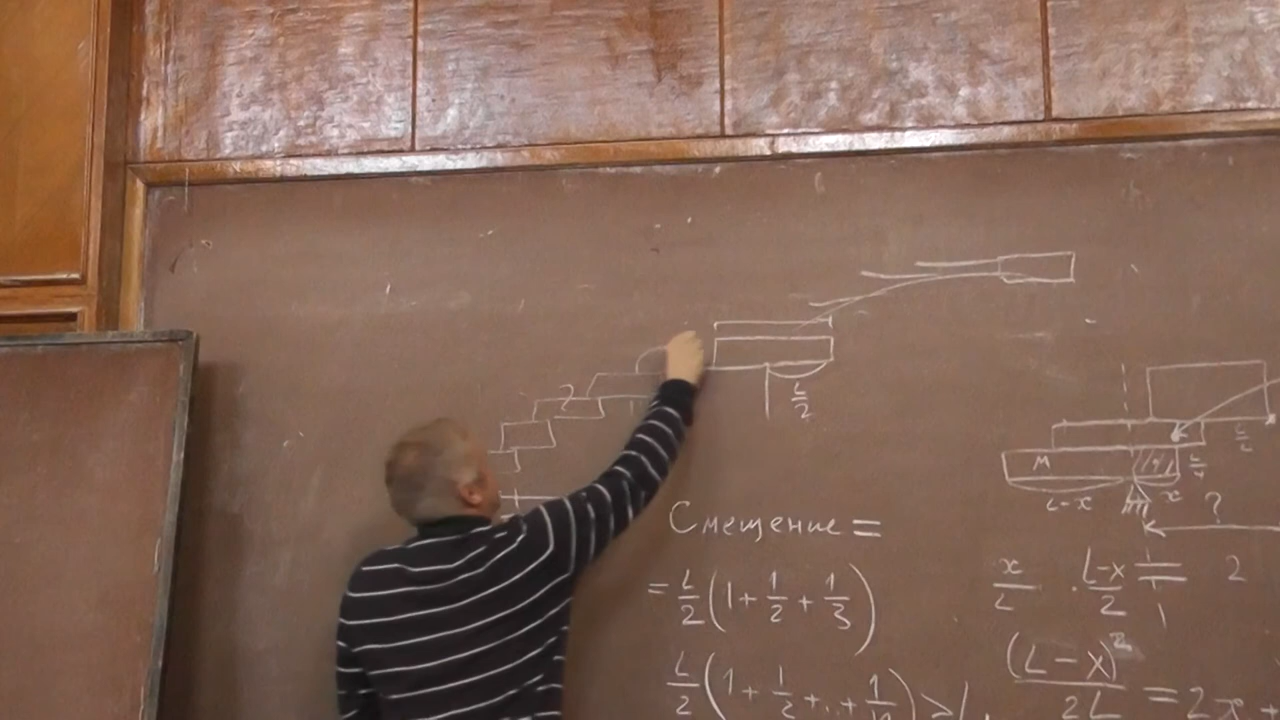 2
L/2
M
L/4
L/2
L-x
x
?
Смещение =
= L/2 (1 + 1/2 + 1/3)
L/2 (1 + 1/2 + .. + 1/n) > L
x/L · (L-x)/2 =
2
(L-x)²/2L = 2x +